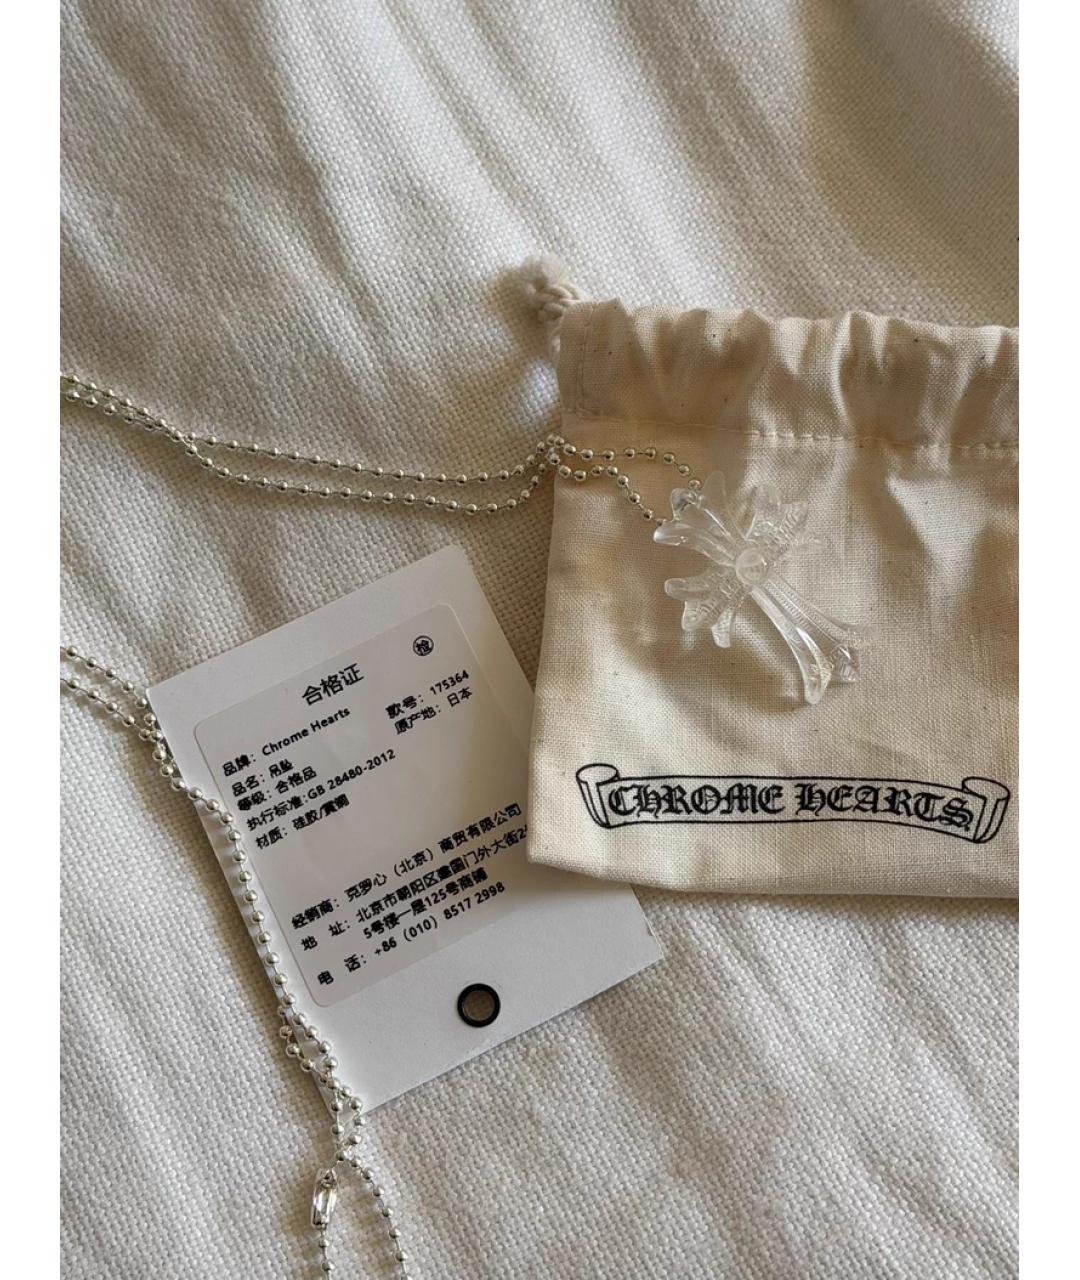 检
合格证
品牌：Chrome Hearts 款号：175364
品名：吊坠 原产地：日本
等级：合格品
执行标准:GB 28480-2012
材质：硅胶/黄铜
经销商：克罗心（北京）商贸有限公司
地 址：北京市朝阳区建国门外大街2
5号楼一层125号商铺
电 话：+86（010）8517 2998
CHROME HEARTS